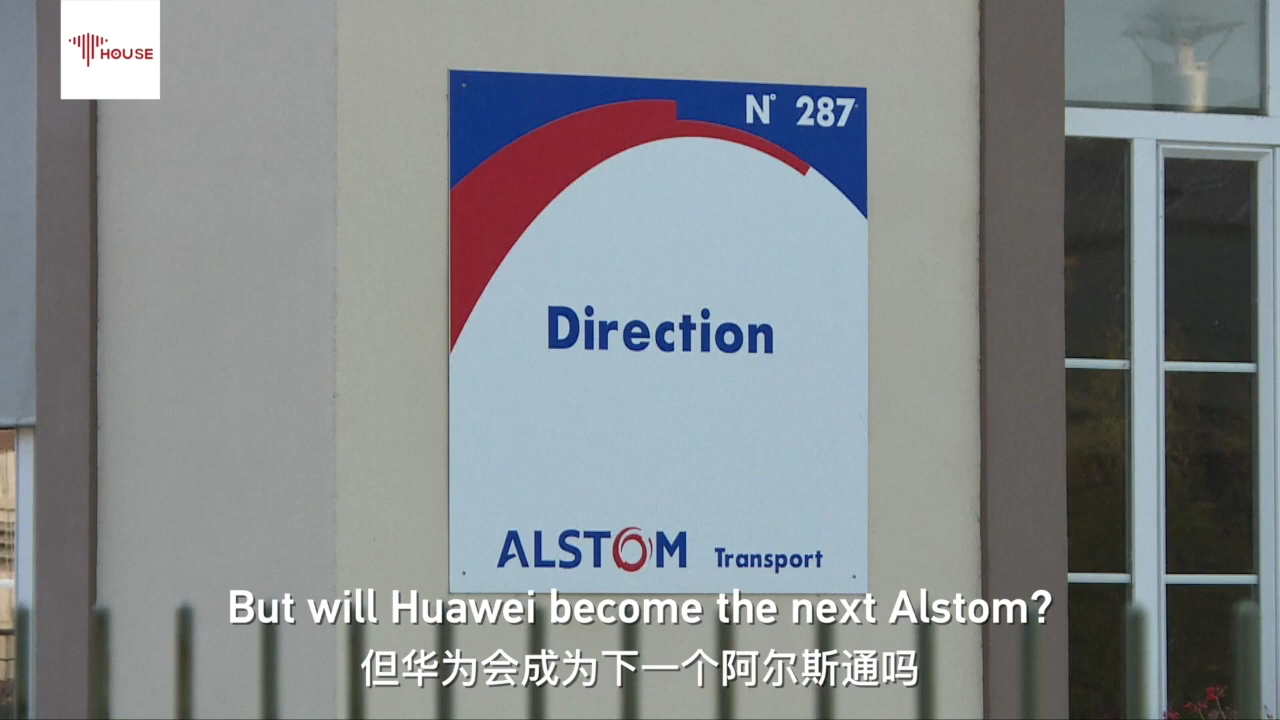 HOUSE
N° 287
Direction
ALSTOM Transport
But will Huawei become the next Alstom?
但华为会成为下一个阿尔斯通吗